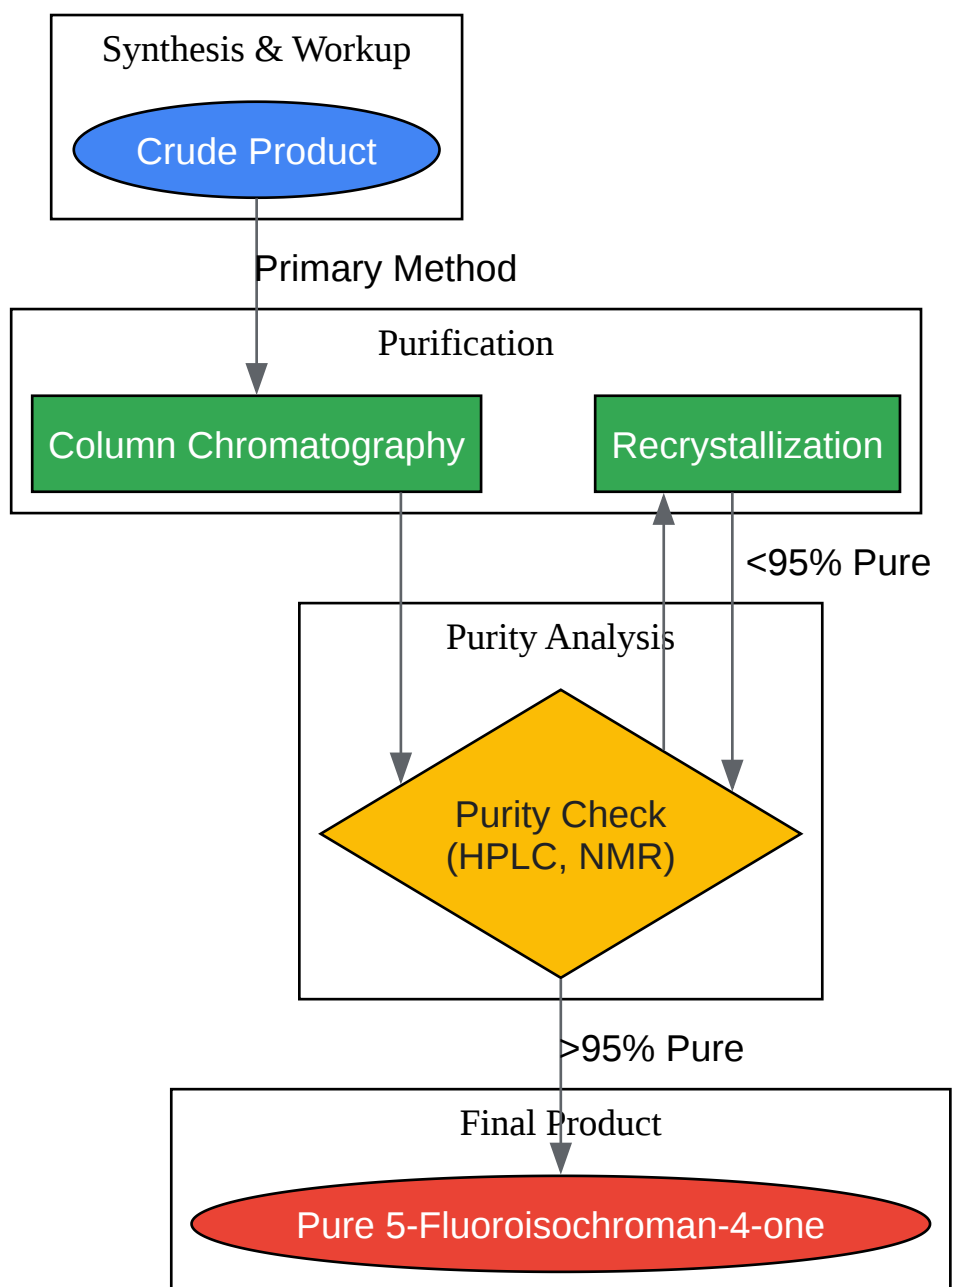 Synthesis & Workup
Crude Product
Primary Method
Purification
Column Chromatography
Recrystallization
<95% Pure
Purity Analysis
Purity Check
(HPLC, NMR)
>95% Pure
Final Product
Pure 5-Fluoroisochroman-4-one